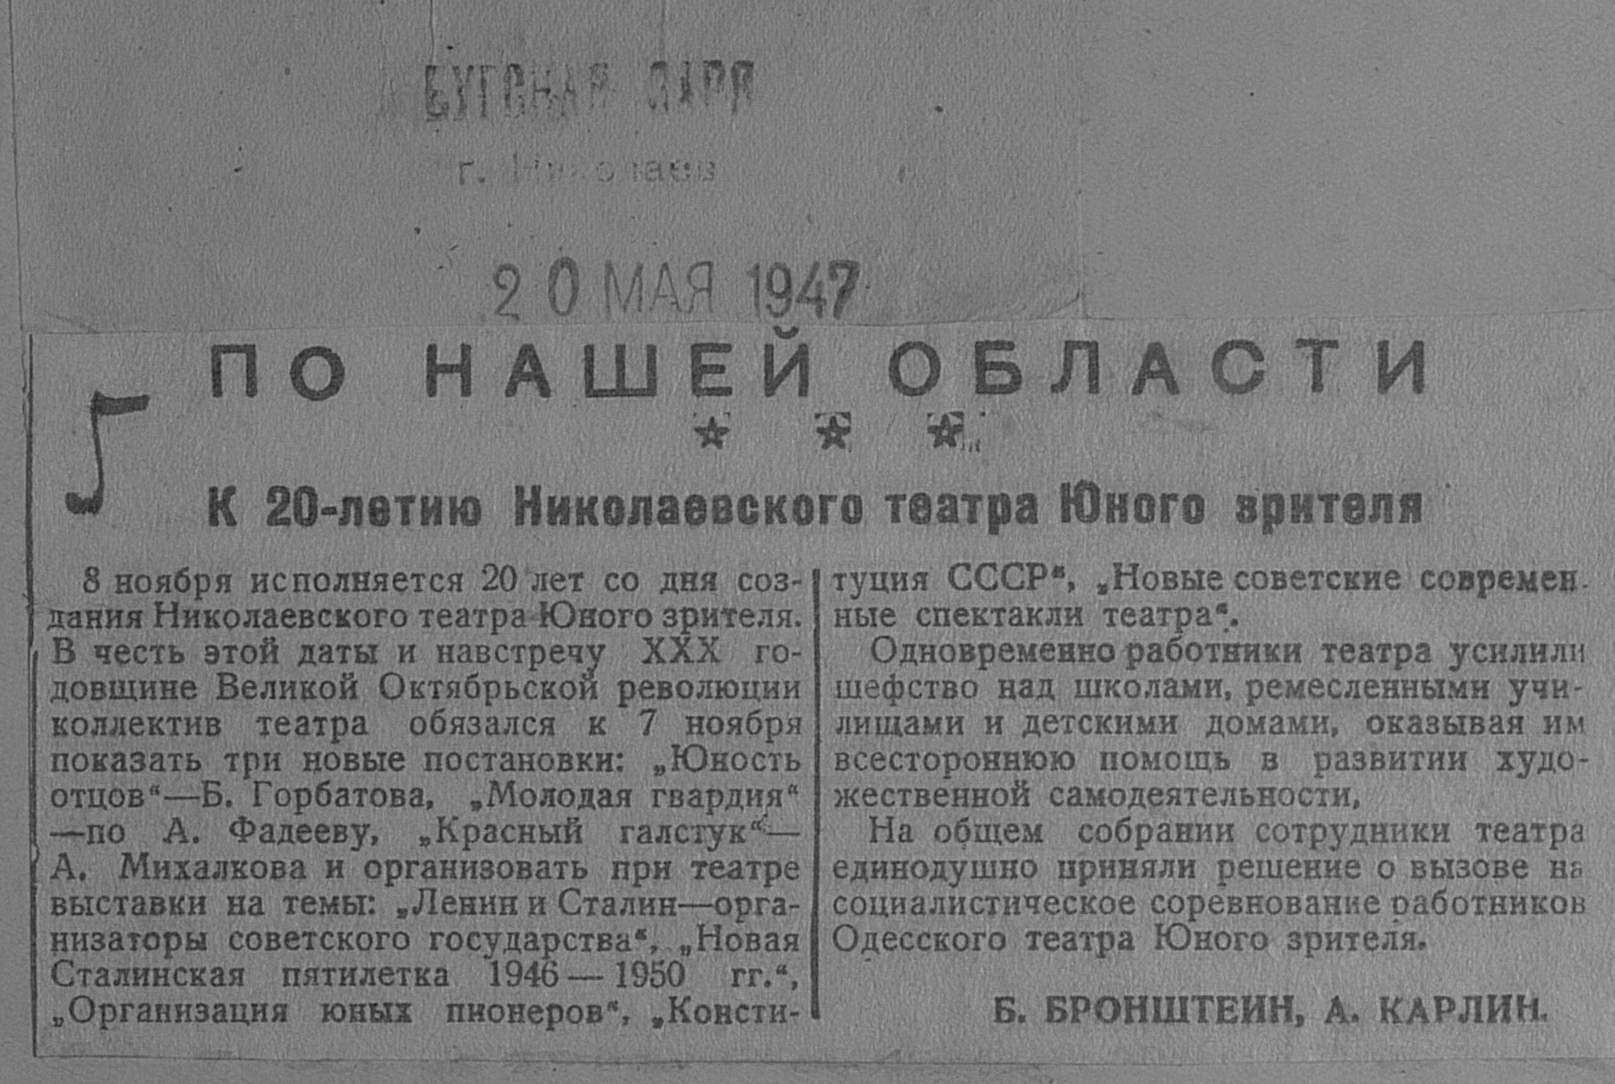 БУГСКАЯ ЗАРЯ
г. Николаев
20 МАЯ 1947
ПО НАШЕЙ ОБЛАСТИ
К 20-летию Николаевского театра Юного зрителя
8 ноября исполняется 20 лет со дня соз-
дания Николаевского театра Юного зрителя.
В честь этой даты и навстречу XXX го-
довщине Великой Октябрьской революции
коллектив театра обязался к 7 ноября
показать три новые постановки: „Юность
отцов“—Б. Горбатова, „Молодая гвардия“
—по А. Фадееву, „Красный галстук“—
А. Михалкова и организовать при театре
выставки на темы: „Ленин и Сталин—орга-
низаторы советского государства“, „Новая
Сталинская пятилетка 1946—1950 гг.“,
„Организация юных пионеров“, „Консти-
туция СССР“, „Новые советские современ-
ные спектакли театра“.
Одновременно работники театра усилили
шефство над школами, ремесленными учи-
лищами и детскими домами, оказывая им
всестороннюю помощь в развитии худо-
жественной самодеятельности,
На общем собрании сотрудники театра
единодушно приняли решение о вызове на
социалистическое соревнование работников
Одесского театра Юного зрителя.
Б. БРОНШТЕИН, А. КАРЛИН.